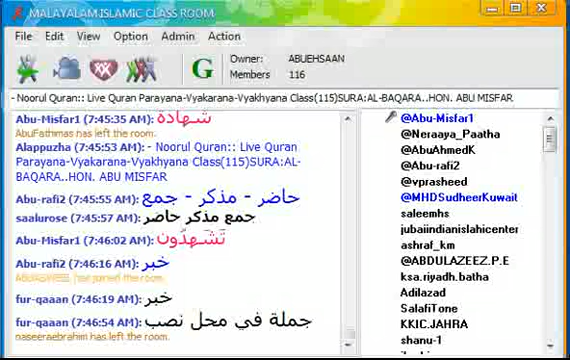 MALAYALAM ISLAMIC CLASS ROOM
File Edit View Option Admin Action
G
Owner: ABUEHSAAN
Members 116
- Noorul Quran:: Live Quran Parayana-Vyakarana-Vyakhyana Class(115)SURA:AL-BAQARA..HON. ABU MISFAR
Abu-Misfar1 (7:45:35 AM): شهادة
AbuFathmas has left the room.
Alappuzha (7:45:53 AM): - Noorul Quran:: Live Quran
Parayana-Vyakarana-Vyakhyana Class(115)SURA:AL-
BAQARA..HON. ABU MISFAR
Abu-rafi2 (7:45:55 AM): حاضر - مذكر - جمع
saalurose (7:45:57 AM): جمع مذكر حاضر
Abu-Misfar1 (7:46:02 AM): تَشْهَدُون
Abu-rafi2 (7:46:16 AM): خبر
has joined the room.
fur-qaaan (7:46:19 AM): خبر
fur-qaaan (7:46:54 AM): جملة في محل نصب
naseeraebrahim has left the room.
@Abu-Misfar1
@Neraaya_Paatha
@AbuAhmedK
@Abu-rafi2
@vprasheed
@MHDSudheerKuwait
saleemhs
jubaiindianislahicenter
ashraf_km
@ABDULAZEEZ.P.E
ksa.riyadh.batha
Adilazad
SalafiTone
KKIC.JAHRA
shanu-1